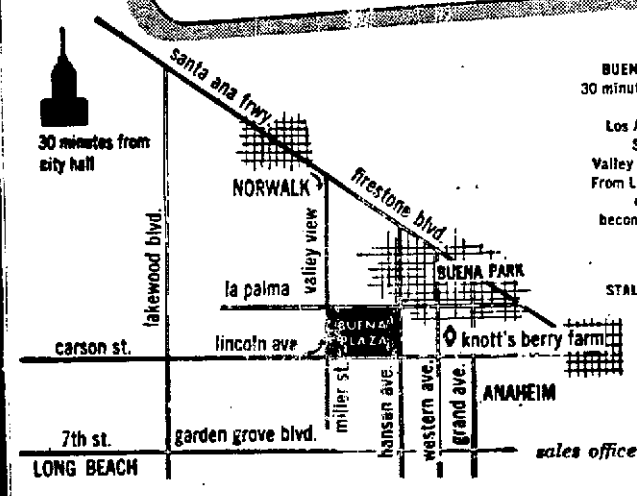 santa ana frwy.
30 minutes from
city hall
NORWALK
firestone blvd.
lakewood blvd.
valley view
la palma
BUENA PARK
BUENA
PLAZA
knott's berry farm
carson st.
lincoln ave
miller st.
hansan ave.
western ave.
grand ave.
ANAHEIM
7th st.
garden grove blvd.
LONG BEACH
sales office
BUEN
30 minut
Los A
S
Valley
From L
becom
STAL